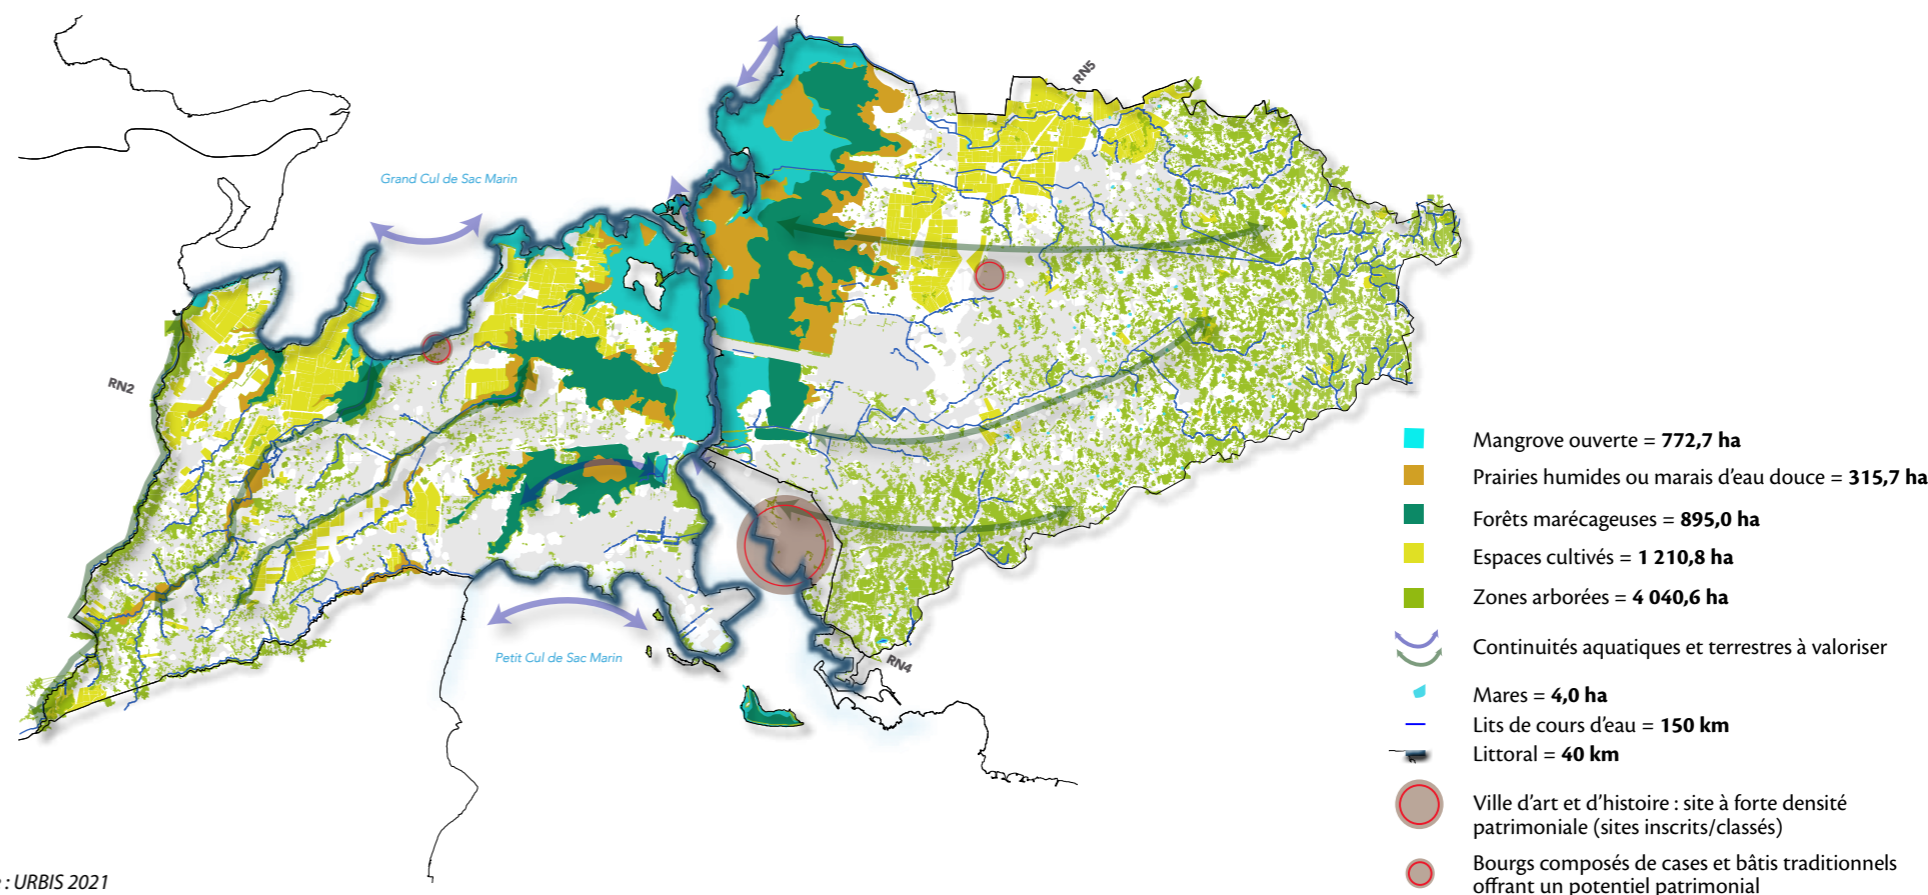 RN5
Grand Cul de Sac Marin
RN2
Petit Cul de Sac Marin
RN4
Mangrove ouverte = 772,7 ha
Prairies humides ou marais d'eau douce = 315,7 ha
Forêts marécageuses = 895,0 ha
Espaces cultivés = 1 210,8 ha
Zones arborées = 4 040,6 ha
Continuités aquatiques et terrestres à valoriser
Mares = 4,0 ha
Lits de cours d'eau = 150 km
Littoral = 40 km
Ville d'art et d'histoire : site à forte densité
patrimoniale (sites inscrits/classés)
Bourgs composés de cases et bâtis traditionnels
offrant un potentiel patrimonial
: URBIS 2021